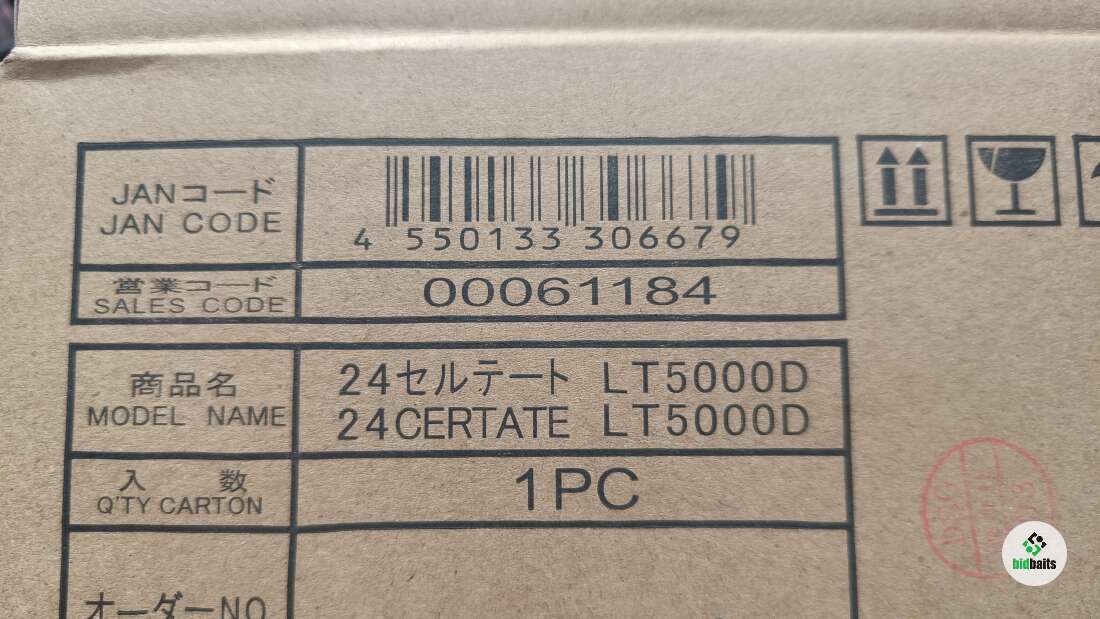 JANコード
JAN CODE
4 550133 306679
営業コード
SALES CODE
00061184
商品名
MODEL NAME
24セルテート LT5000D
24CERTATE LT5000D
入数
Q'TY CARTON
1PC
オーダーNO
bidbaits